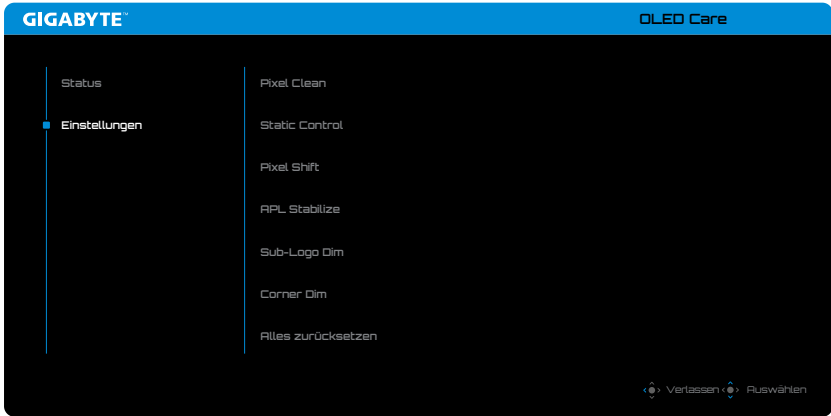 GIGABYTE™
OLED Care
Status
Einstellungen
Pixel Clean
Static Control
Pixel Shift
APL Stabilize
Sub-Logo Dim
Corner Dim
Alles zurücksetzen
Verlassen
Auswählen